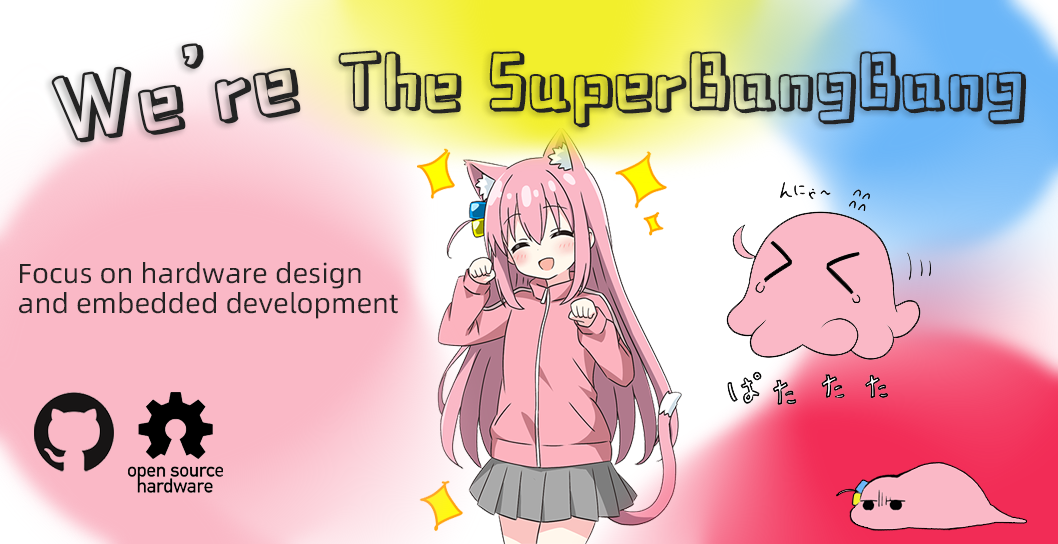 We're The SuperBangBang
Focus on hardware design
and embedded development
open source
hardware
んにゃ〜
ぱたたた